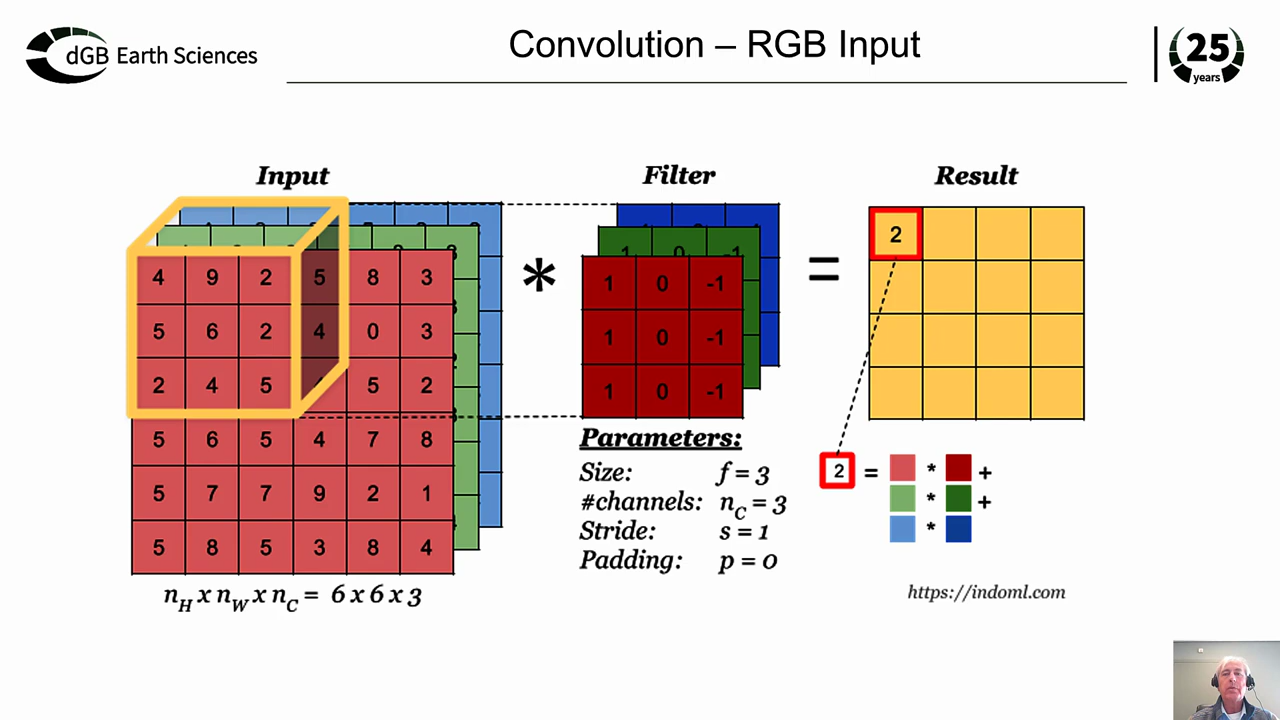 dGB Earth Sciences
Convolution – RGB Input
25
years
Input
Filter
Result
4 9 2 5 8 3
5 6 2 4 0 3
2 4 5 5 2
5 6 5 4 7 8
5 7 7 9 2 1
5 8 5 3 8 4
n_H x n_W x n_C = 6 x 6 x 3
*
1 0 -1
1 0 -1
1 0 -1
1 0 -1
Parameters:
Size: f = 3
#channels: n_C = 3
Stride: s = 1
Padding: p = 0
=
2
2 = * +
* +
*
https://indoml.com